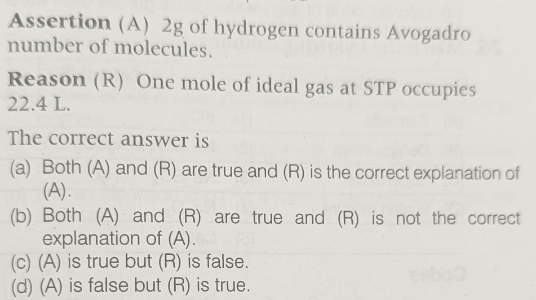 Assertion (A) 2g of hydrogen contains Avogadro
number of molecules.
Reason (R) One mole of ideal gas at STP occupies
22.4 L.
The correct answer is
(a) Both (A) and (R) are true and (R) is the correct explanation of
(A).
(b) Both (A) and (R) are true and (R) is not the correct
explanation of (A).
(c) (A) is true but (R) is false.
(d) (A) is false but (R) is true.